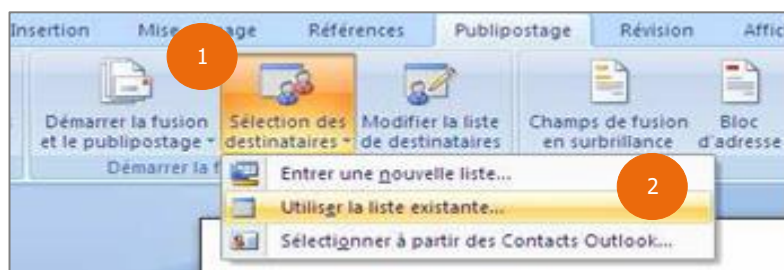 Insertion Mise age Références Publipostage Révision Affic
1
Démarrer la fusion
et le publipostage
Sélection des
destinataires
Modifier la liste
de destinataires
Champs de fusion
en surbrillance
Bloc
d'adresse
Démarrer la f
Entrer une nouvelle liste...
2
Utiliser la liste existante...
Sélectionner à partir des Contacts Outlook...